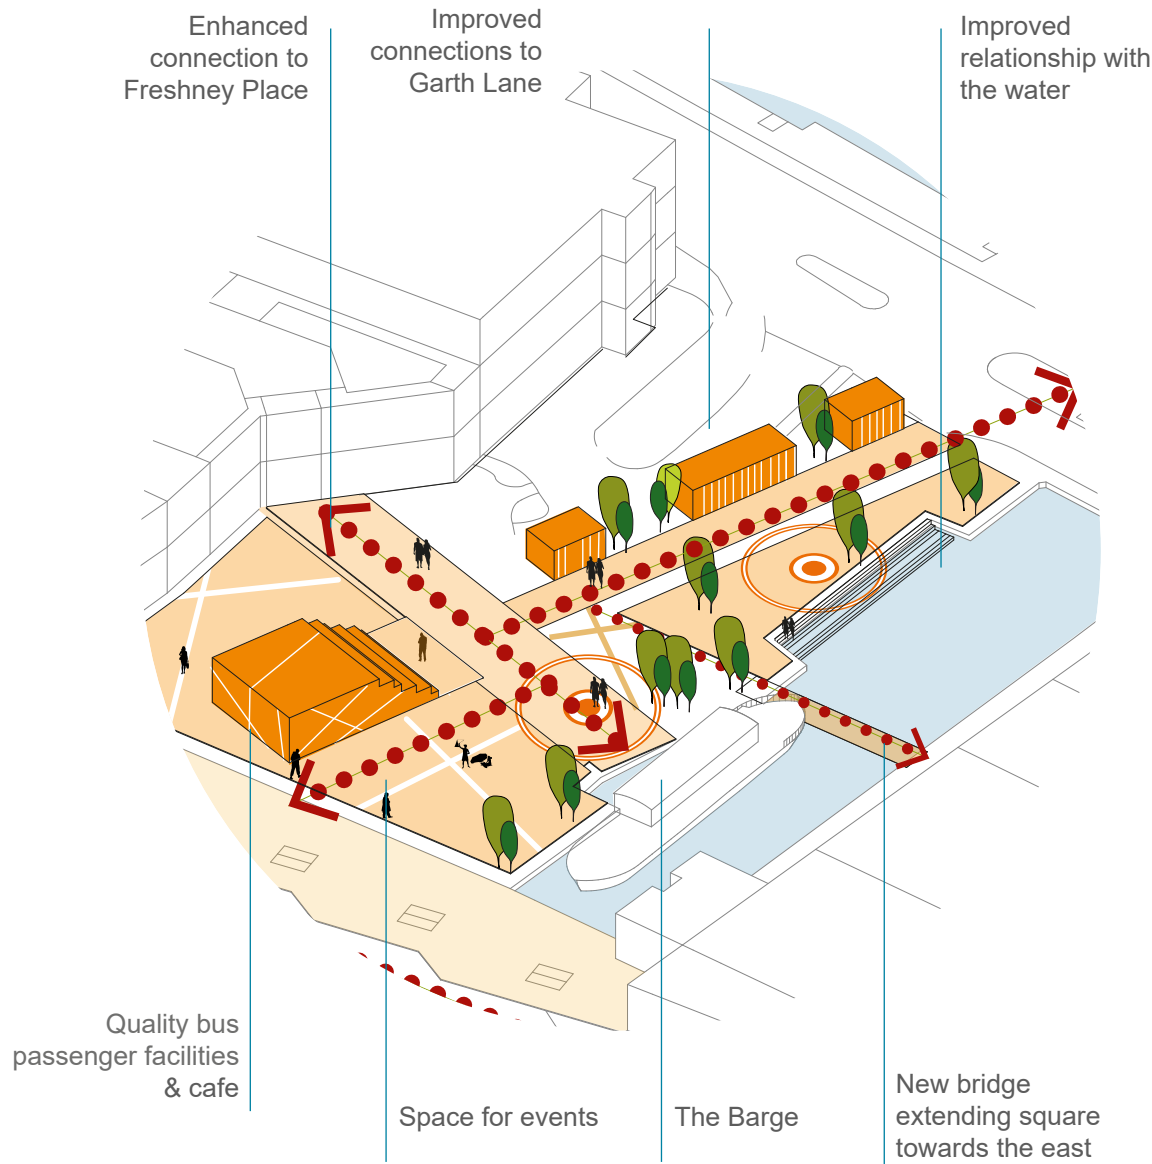 Enhanced
connection to
Freshney Place
Improved
connections to
Garth Lane
Improved
relationship with
the water
Quality bus
passenger facilities
& cafe
Space for events
The Barge
New bridge
extending square
towards the east